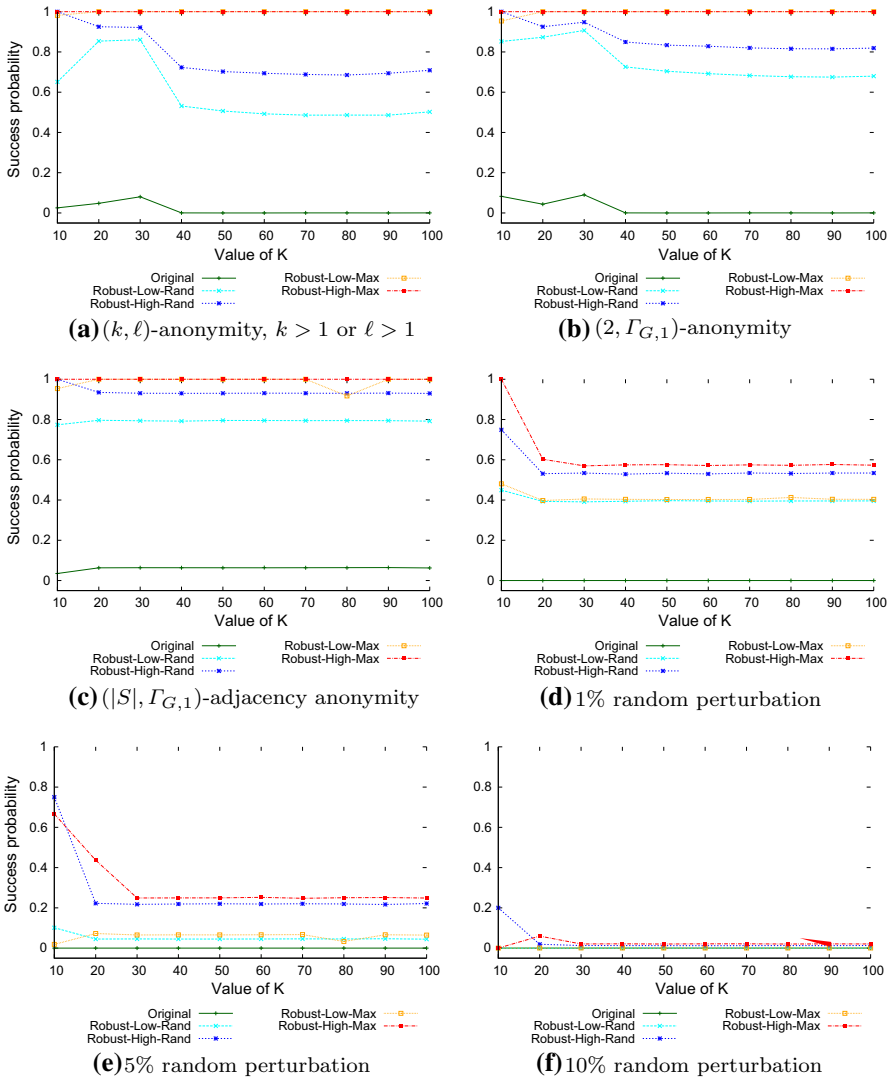 1
0.8
0.6
0.4
0.2
0
Success probability
10 20 30 40 50 60 70 80 90 100
Value of K
Original
Robust-Low-Rand
Robust-High-Rand
Robust-Low-Max
Robust-High-Max
(a) (k, ℓ)-anonymity, k > 1 or ℓ > 1
1
0.8
0.6
0.4
0.2
0
10 20 30 40 50 60 70 80 90 100
Value of K
Original
Robust-Low-Rand
Robust-High-Rand
Robust-Low-Max
Robust-High-Max
(b) (2, Γ_{G,1})-anonymity
1
0.8
0.6
0.4
0.2
0
Success probability
10 20 30 40 50 60 70 80 90 100
Value of K
Original
Robust-Low-Rand
Robust-High-Rand
Robust-Low-Max
Robust-High-Max
(c) (|S|, Γ_{G,1})-adjacency anonymity
1
0.8
0.6
0.4
0.2
0
10 20 30 40 50 60 70 80 90 100
Value of K
Original
Robust-Low-Rand
Robust-High-Rand
Robust-Low-Max
Robust-High-Max
(d) 1% random perturbation
1
0.8
0.6
0.4
0.2
0
Success probability
10 20 30 40 50 60 70 80 90 100
Value of K
Original
Robust-Low-Rand
Robust-High-Rand
Robust-Low-Max
Robust-High-Max
(e) 5% random perturbation
1
0.8
0.6
0.4
0.2
0
10 20 30 40 50 60 70 80 90 100
Value of K
Original
Robust-Low-Rand
Robust-High-Rand
Robust-Low-Max
Robust-High-Max
(f) 10% random perturbation